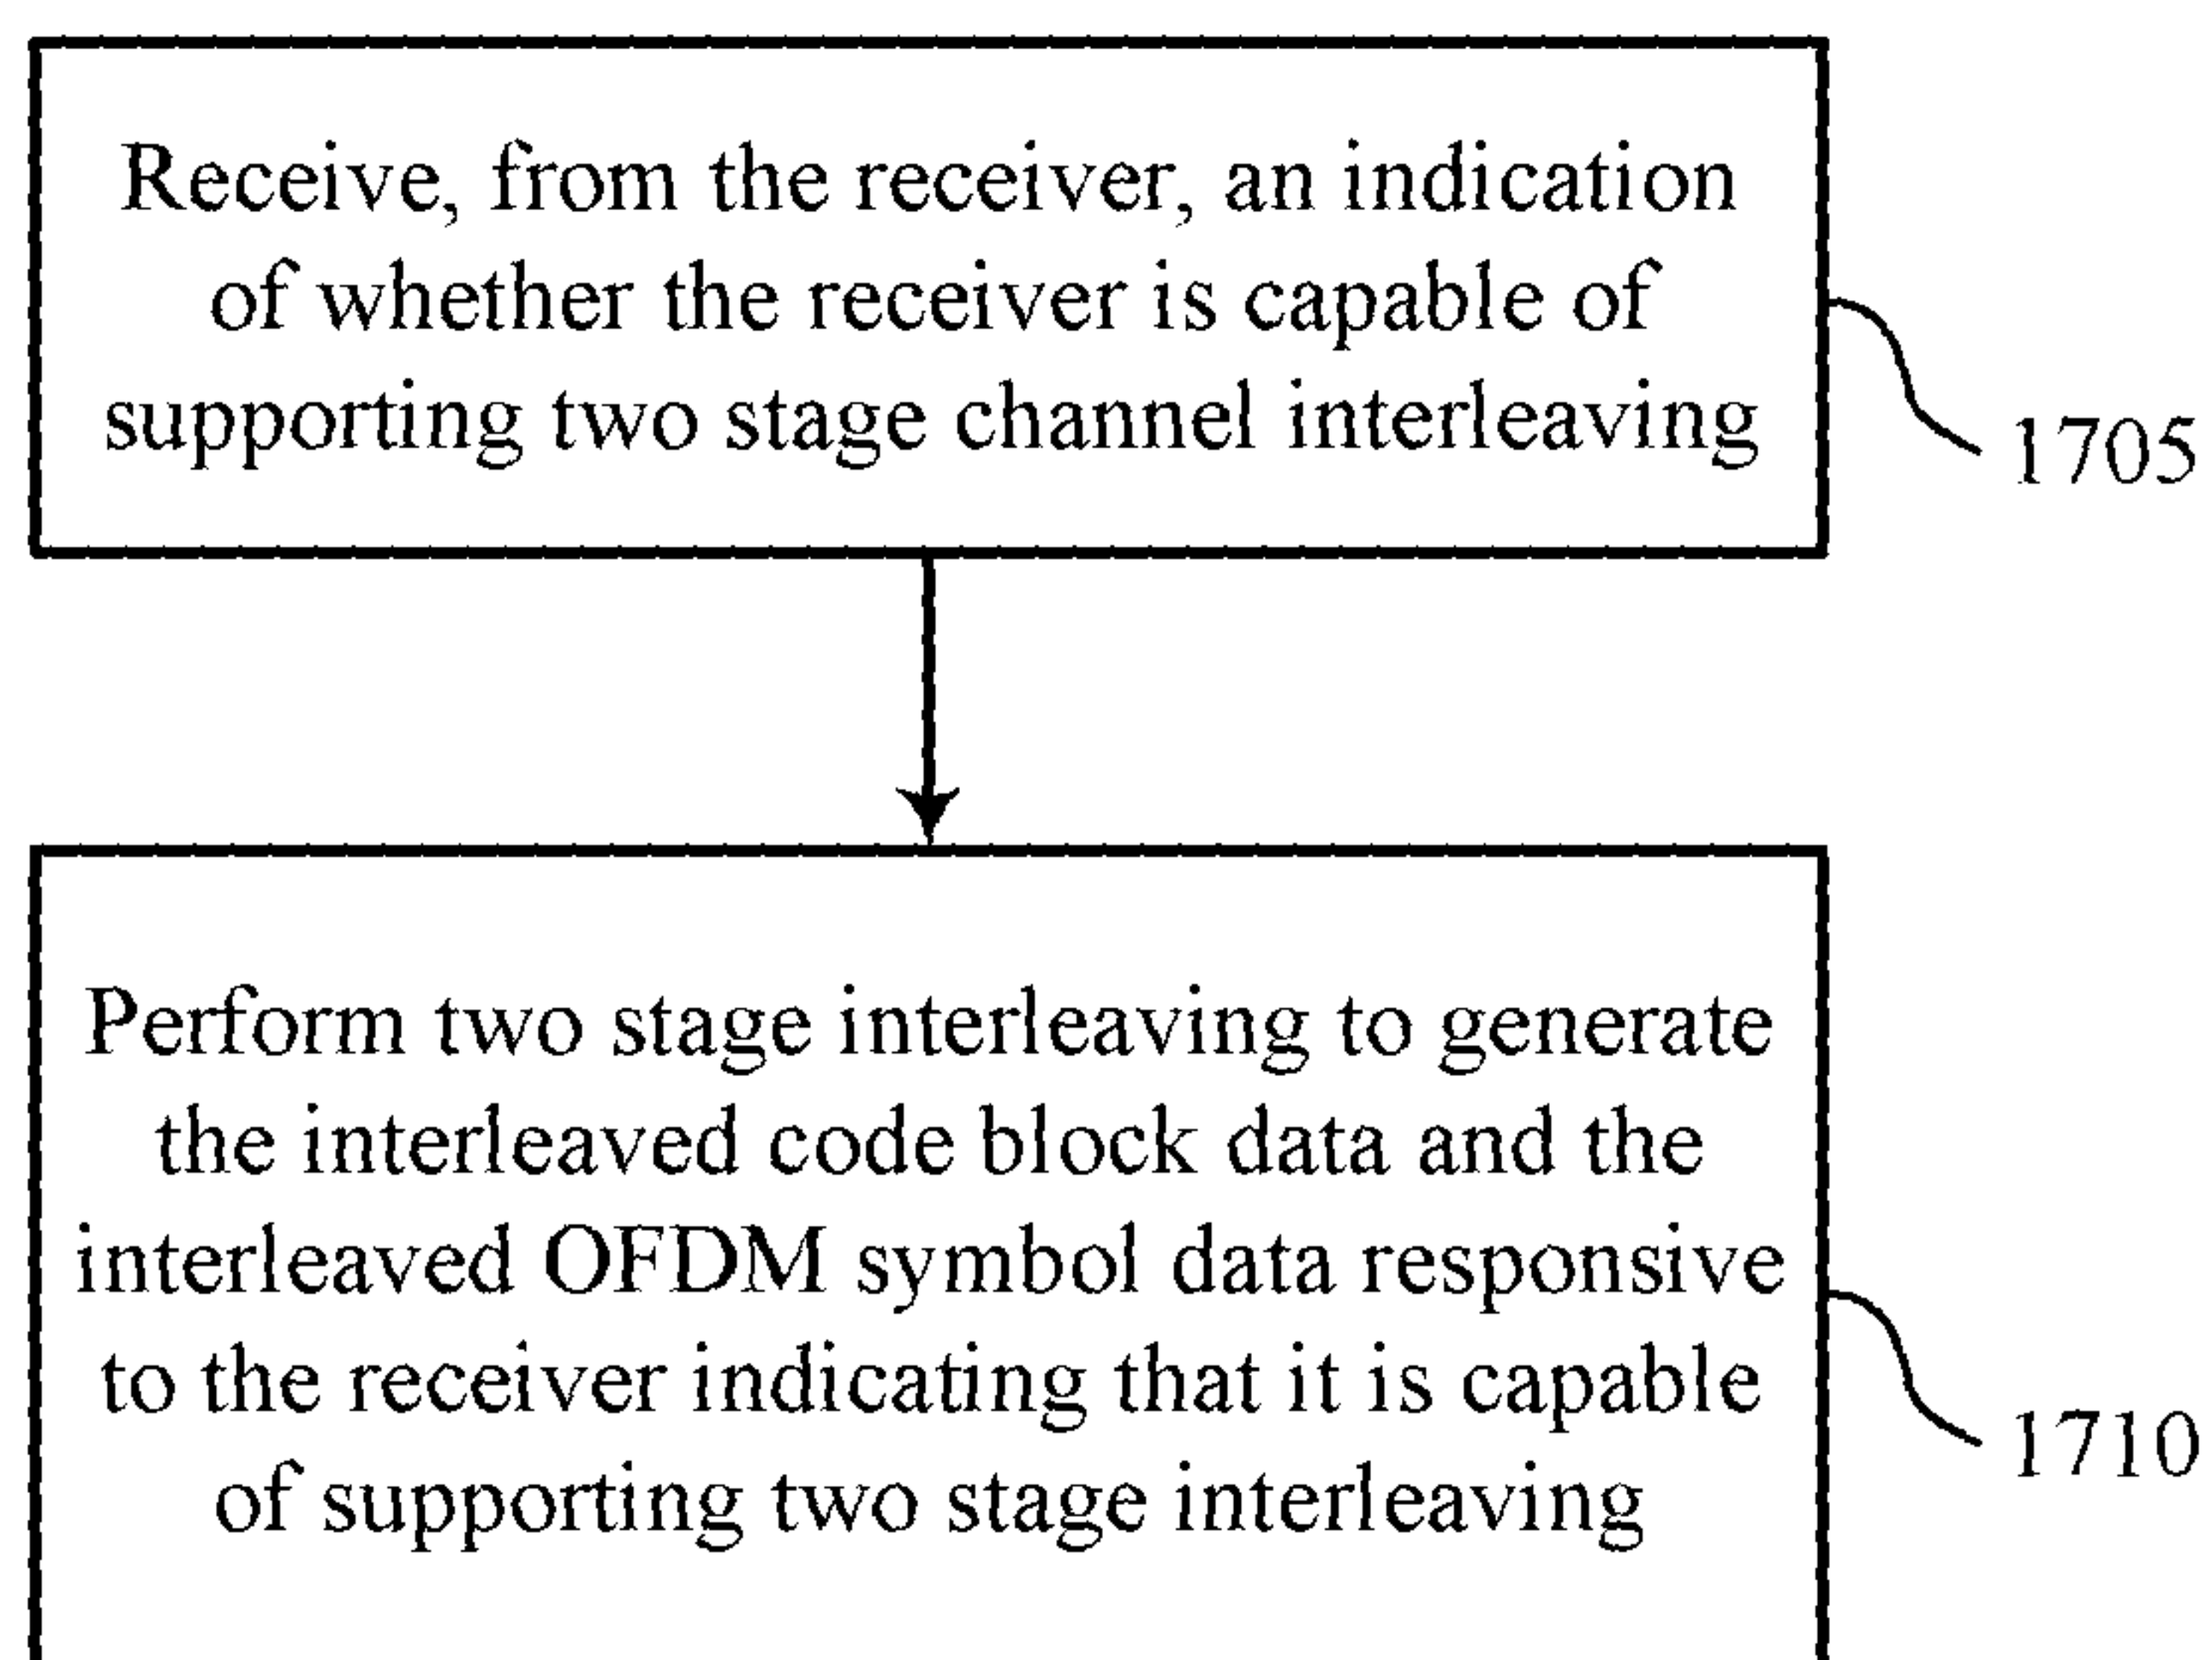 Receive, from the receiver, an indication
of whether the receiver is capable of
supporting two stage channel interleaving
1705
Perform two stage interleaving to generate
the interleaved code block data and the
interleaved OFDM symbol data responsive
to the receiver indicating that it is capable
of supporting two stage interleaving
1710